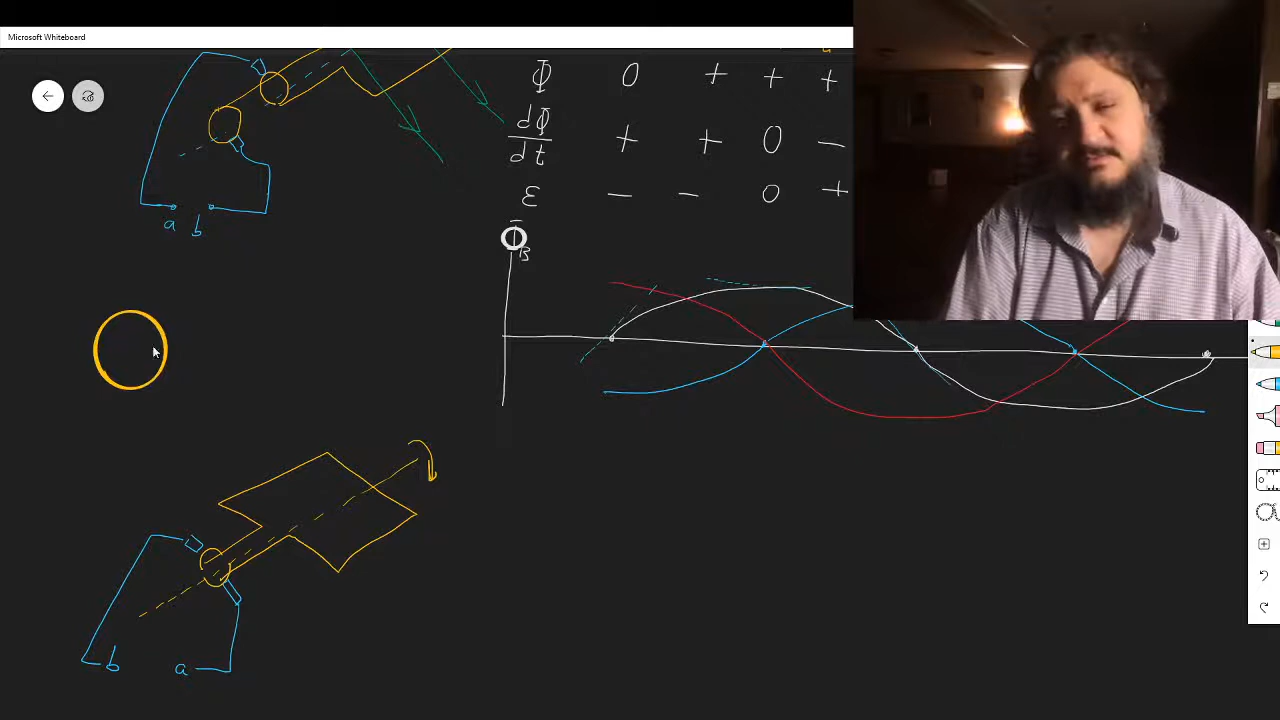 Microsoft Whiteboard
Φ 0 + + +
dΦ
dt + + 0 −
ε − − 0 +
a b
Φ
B
b a